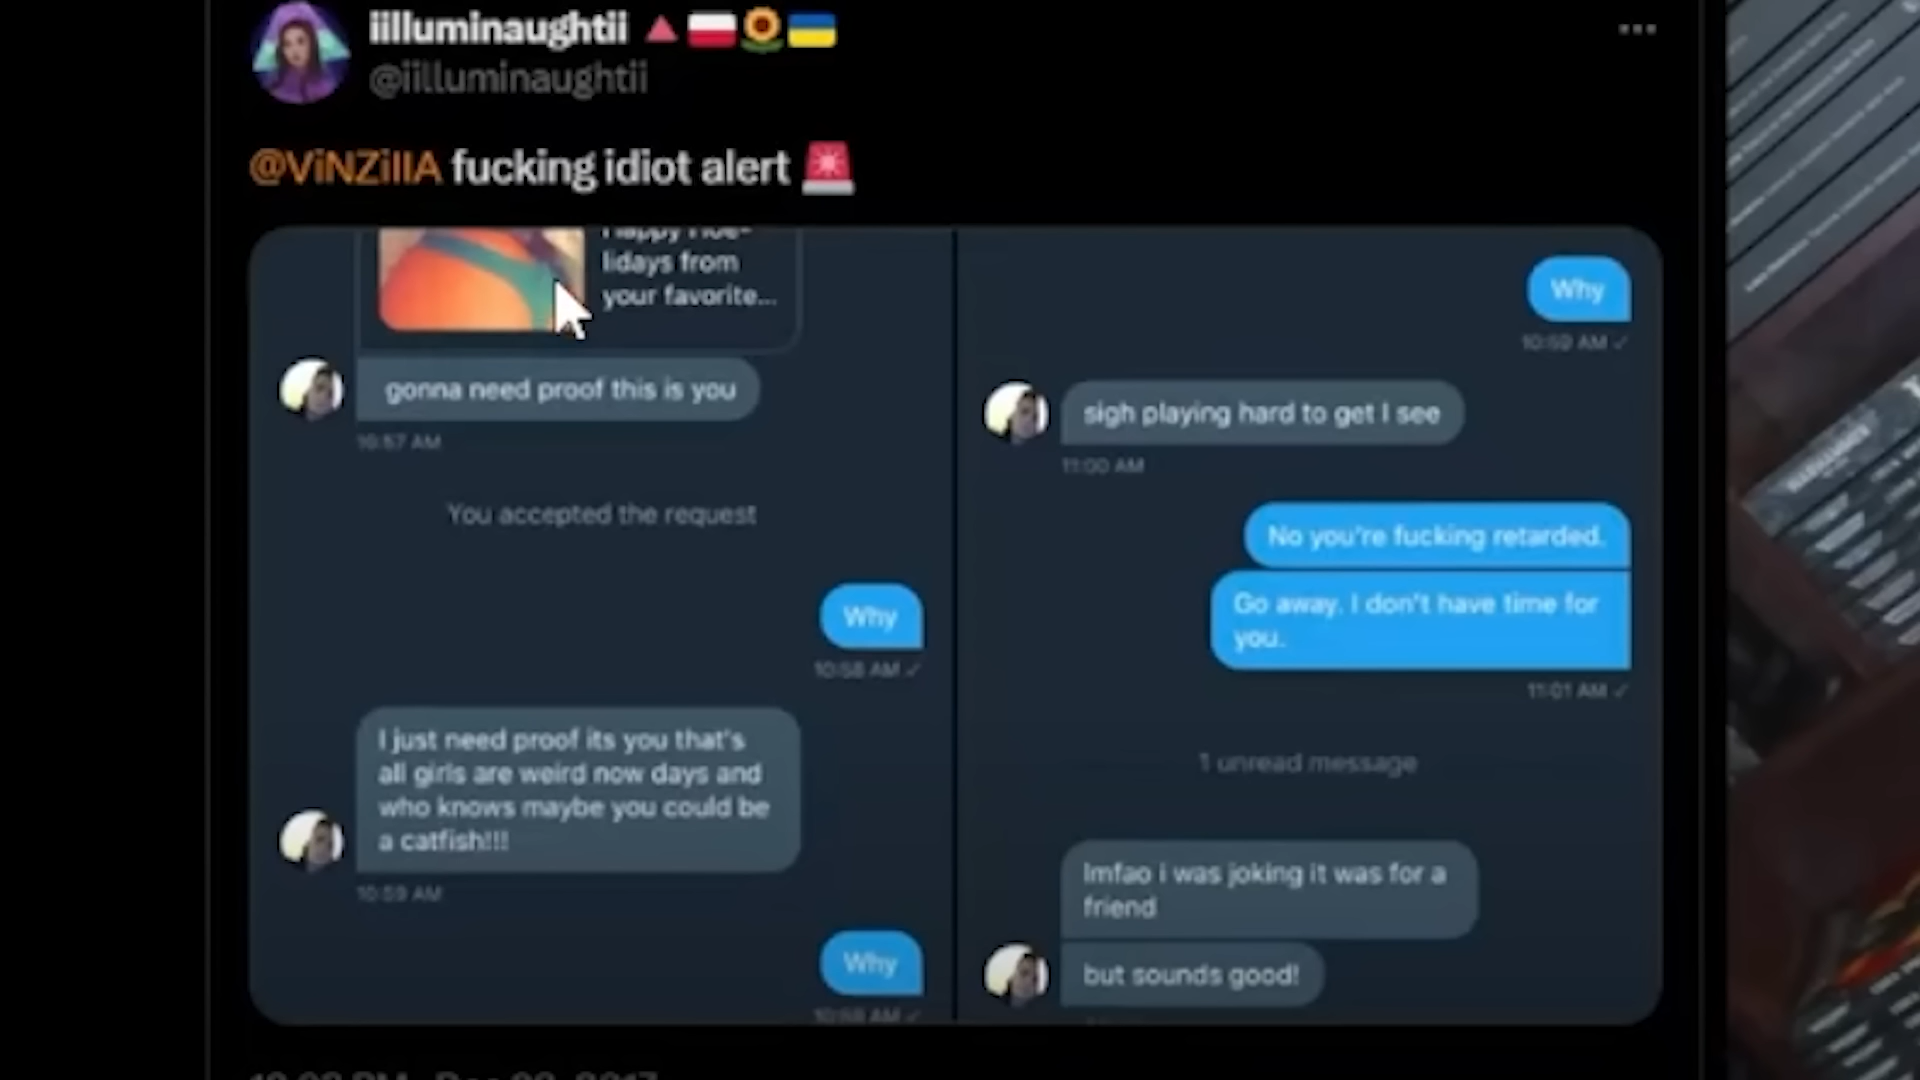 iilluminaughtii
@iilluminaughtii
@ViNZillA fucking idiot alert
lidays from
your favorite...
gonna need proof this is you
10:57 AM
You accepted the request
Why
10:58 AM
I just need proof its you that's
all girls are weird now days and
who knows maybe you could be
a catfish!!!
10:59 AM
Why
10:59 AM
Why
10:59 AM
sigh playing hard to get I see
11:00 AM
No you're fucking retarded.
Go away. I don't have time for
you.
11:01 AM
1 unread message
lmfao i was joking it was for a
friend
but sounds good!